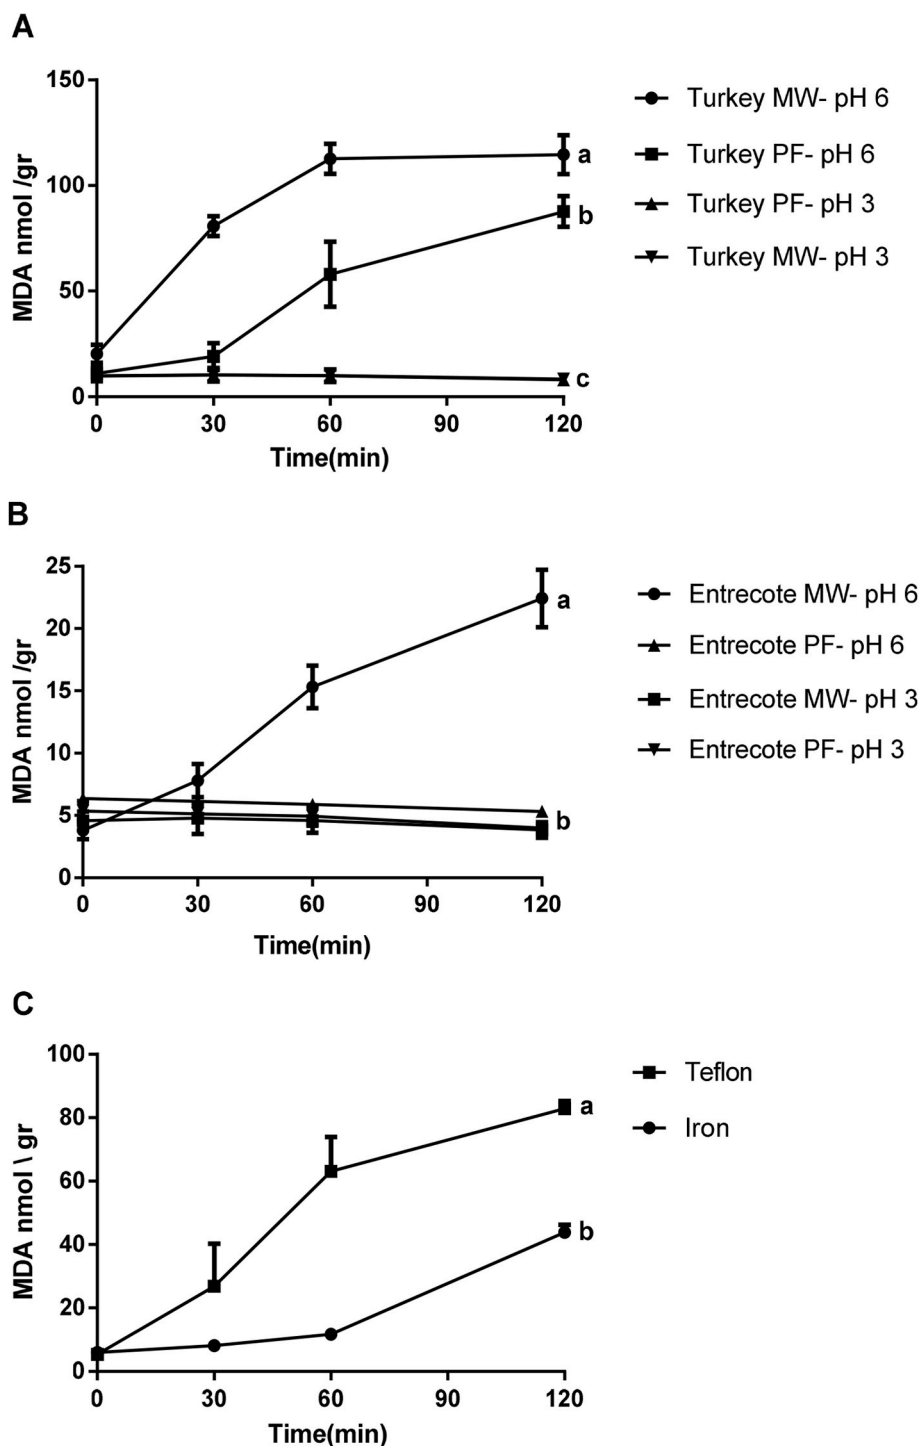 A
150
100
50
0
MDA nmol /gr
0 30 60 90 120
Time(min)
a
b
c
Turkey MW- pH 6
Turkey PF- pH 6
Turkey PF- pH 3
Turkey MW- pH 3
B
25
20
15
10
5
0
MDA nmol /gr
0 30 60 90 120
Time(min)
a
b
Entrecote MW- pH 6
Entrecote PF- pH 6
Entrecote MW- pH 3
Entrecote PF- pH 3
C
100
80
60
40
20
0
MDA nmol \ gr
0 30 60 90 120
Time(min)
a
b
Teflon
Iron